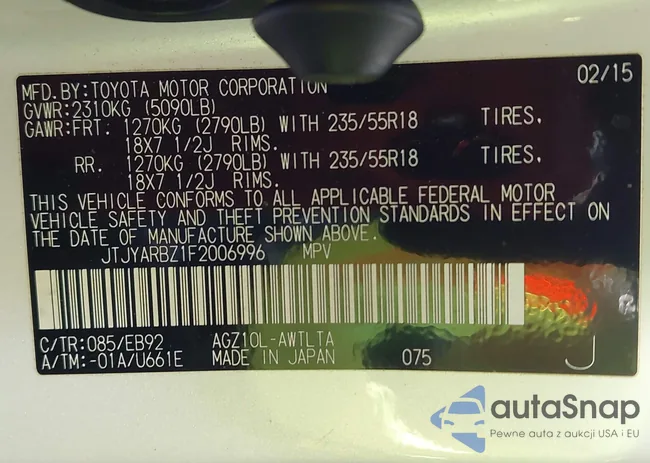 MFD.BY:TOYOTA MOTOR CORPORATION 02/15
GVWR:2310KG (5090LB)
GAWR:FRT. 1270KG (2790LB) WITH 235/55R18 TIRES,
18X7 1/2J RIMS.
RR. 1270KG (2790LB) WITH 235/55R18 TIRES,
18X7 1/2J RIMS.
THIS VEHICLE CONFORMS TO ALL APPLICABLE FEDERAL MOTOR
VEHICLE SAFETY AND THEFT PREVENTION STANDARDS IN EFFECT ON
THE DATE OF MANUFACTURE SHOWN ABOVE.
JTJYARBZ1F2006996 MPV
C/TR:085/EB92 AGZ10L-AWTLTA
A/TM:-01A/U661E MADE IN JAPAN 075 J
autaSnap
Pewne auta z aukcji USA i EU